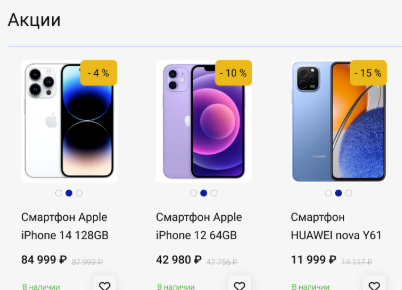 Акции
- 4 %
- 10 %
- 15 %
Смартфон Apple
iPhone 14 128GB
84 999 ₽ 87 999 ₽
В наличии
Смартфон Apple
iPhone 12 64GB
42 980 ₽ 47 756 ₽
В наличии
Смартфон
HUAWEI nova Y61
11 999 ₽ 14 117 ₽
В наличии